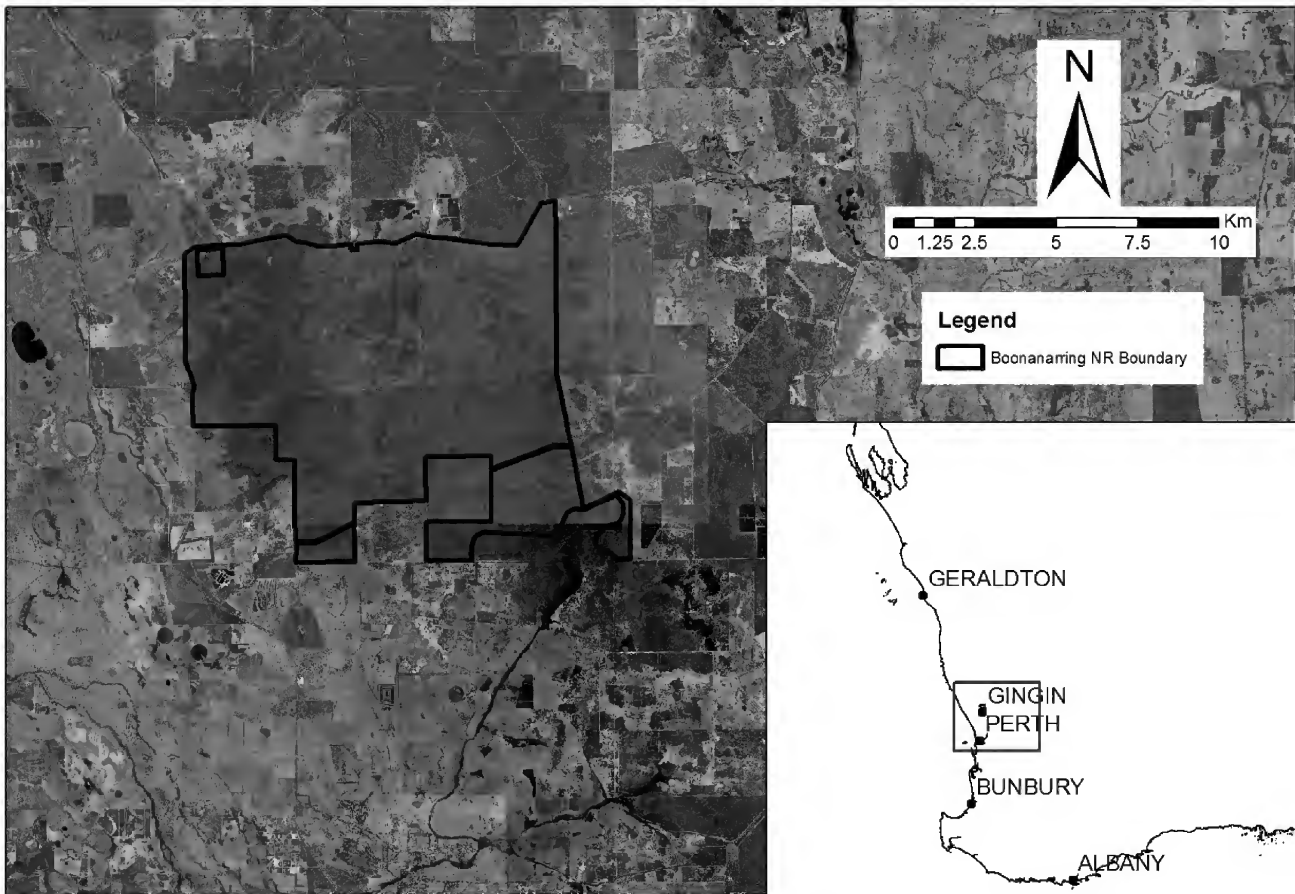 N
Km
0 1.25 2.5 5 7.5 10
Legend
Boonanarring NR Boundary
GERALDTON
GINGIN
PERTH
BUNBURY
ALBANY